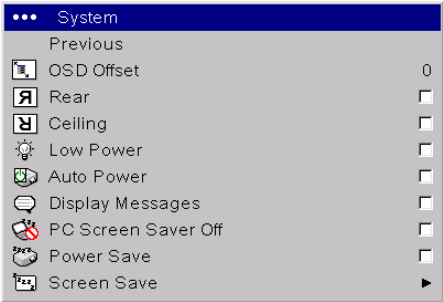 ••• System
Previous
OSD Offset 0
Rear
Ceiling
Low Power
Auto Power
Display Messages
PC Screen Saver Off
Power Save
Screen Save